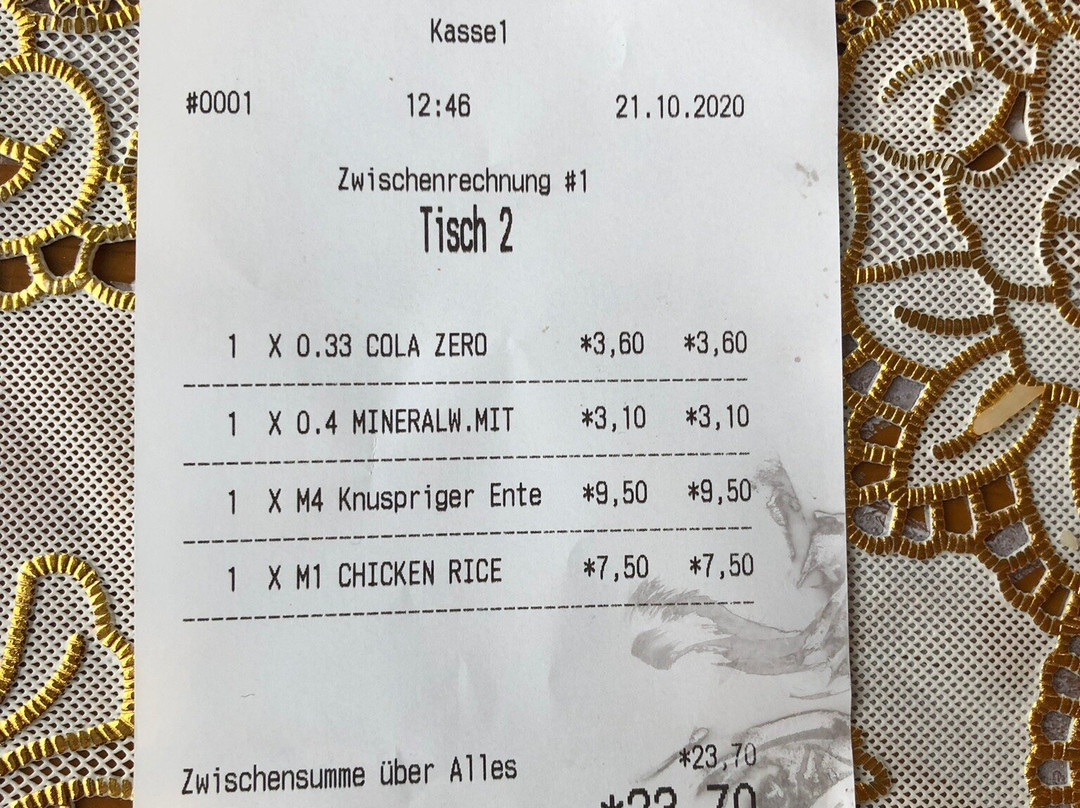 Kasse1
#0001 12:46 21.10.2020
Zwischenrechnung #1
Tisch 2
1 X 0.33 COLA ZERO *3,60 *3,60
1 X 0.4 MINERALW.MIT *3,10 *3,10
1 X M4 Knuspriger Ente *9,50 *9,50
1 X M1 CHICKEN RICE *7,50 *7,50
Zwischensumme über Alles *23,70
*23,70